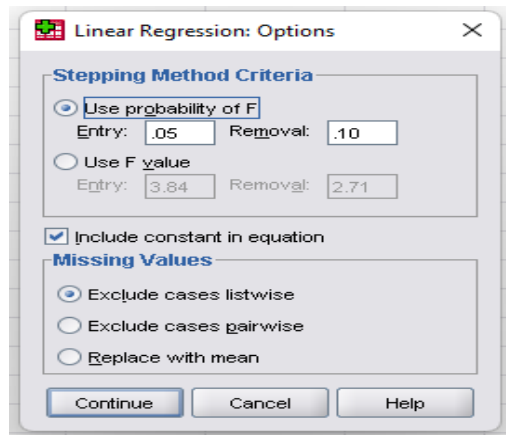 Linear Regression: Options
Stepping Method Criteria
Use probability of F
Entry: .05 Removal: .10
Use F value
Entry: 3.84 Removal: 2.71
Include constant in equation
Missing Values
Exclude cases listwise
Exclude cases pairwise
Replace with mean
Continue Cancel Help